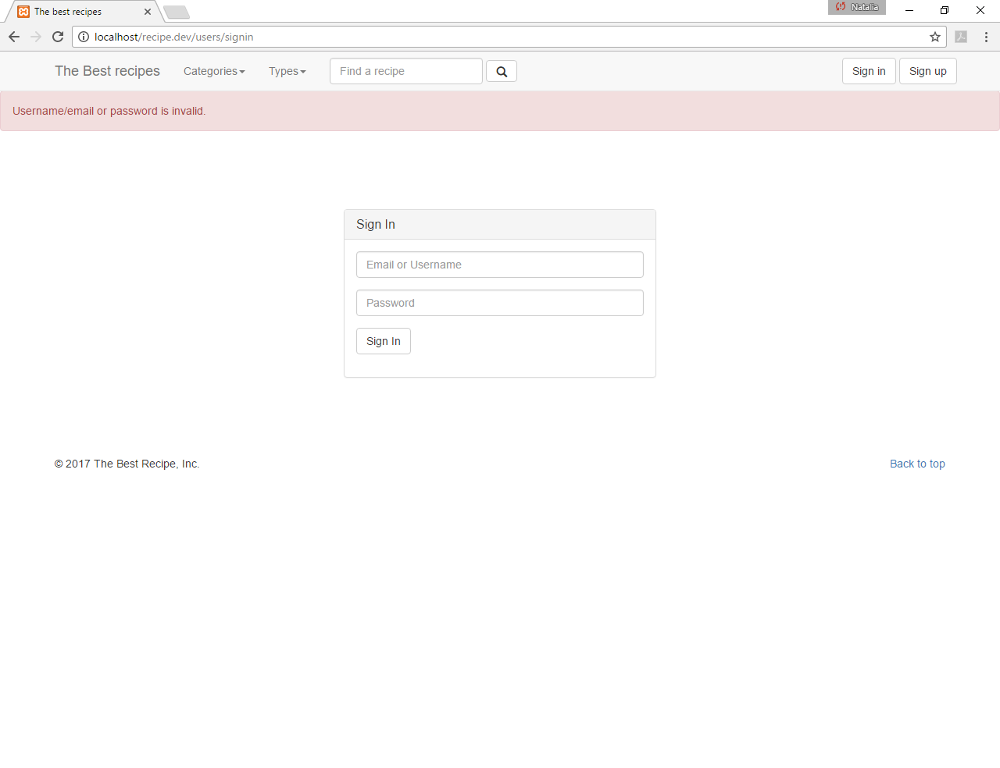 The best recipes
Natalia
localhost/recipe.dev/users/signin
The Best recipes Categories Types Find a recipe Sign in Sign up
Username/email or password is invalid.
Sign In
Email or Username
Password
Sign In
© 2017 The Best Recipe, Inc. Back to top